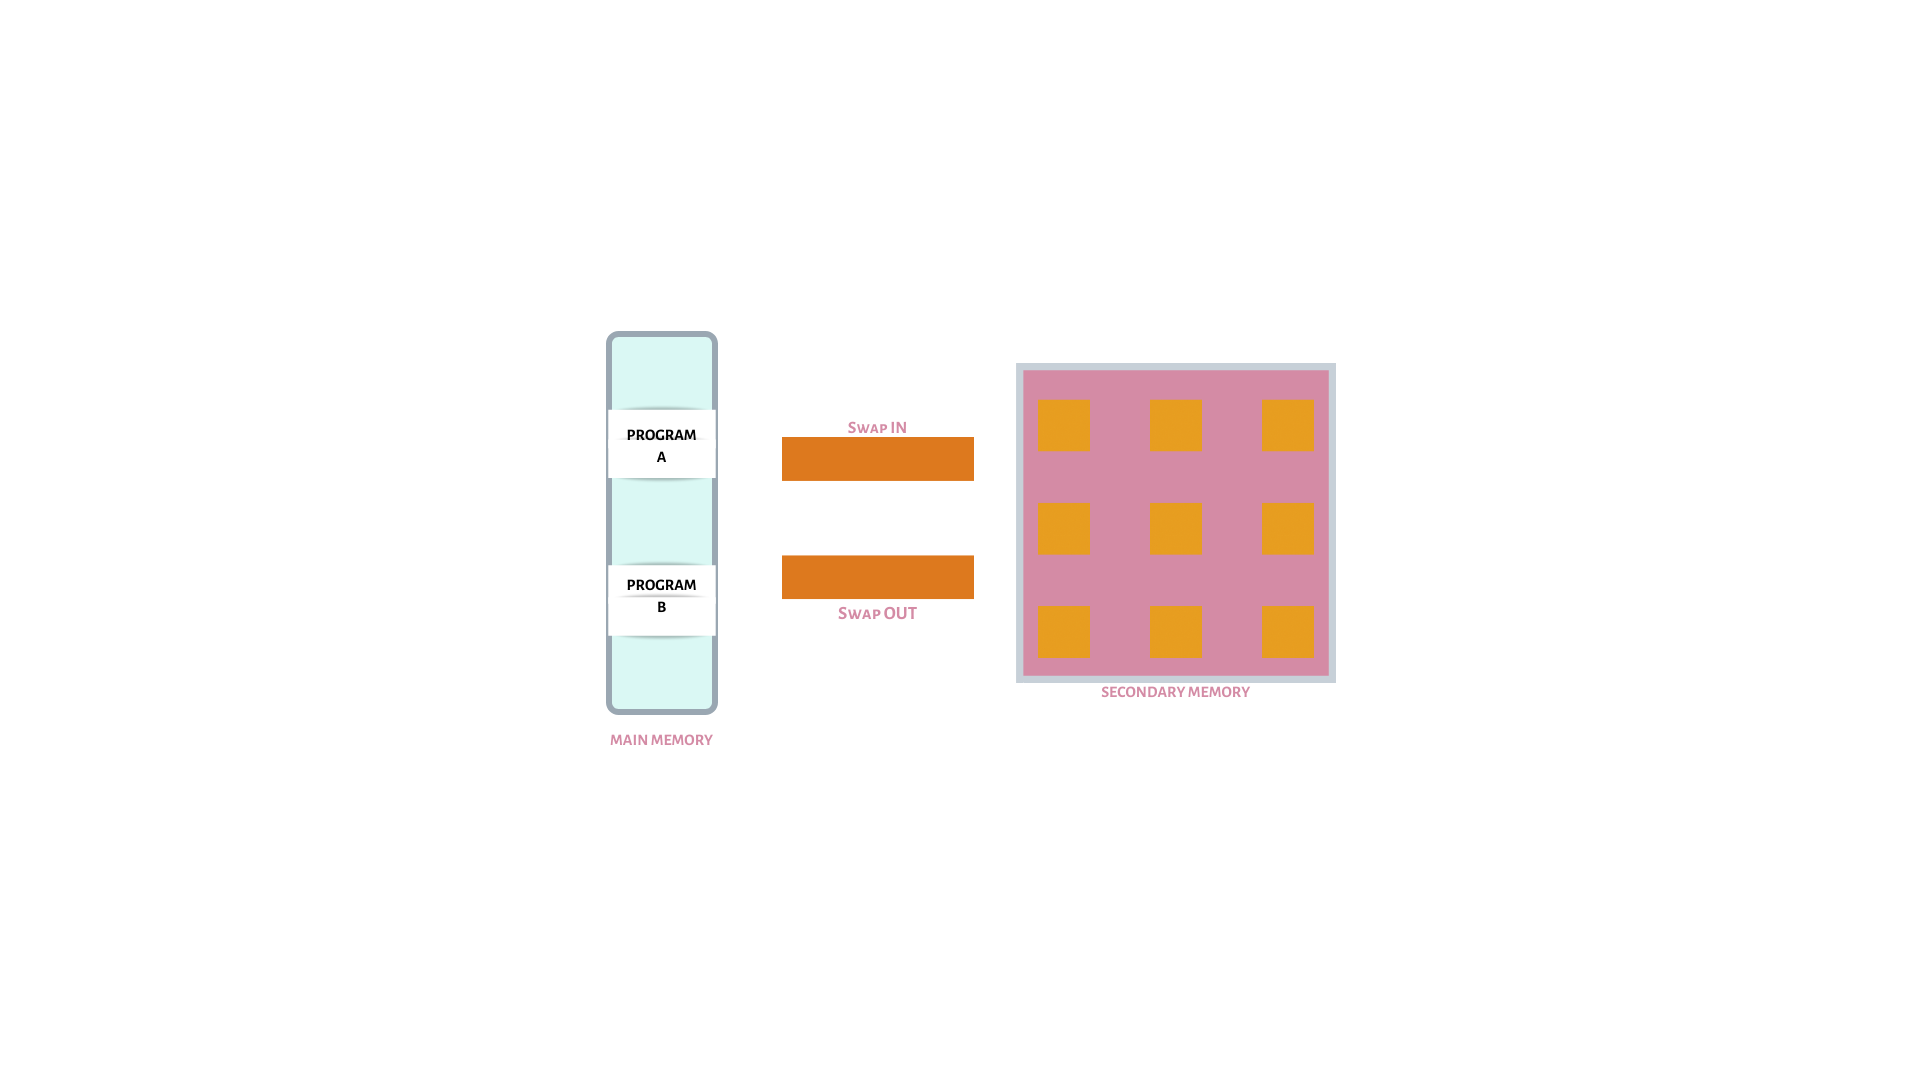 PROGRAM
A
PROGRAM
B
MAIN MEMORY
Swap IN
Swap OUT
SECONDARY MEMORY